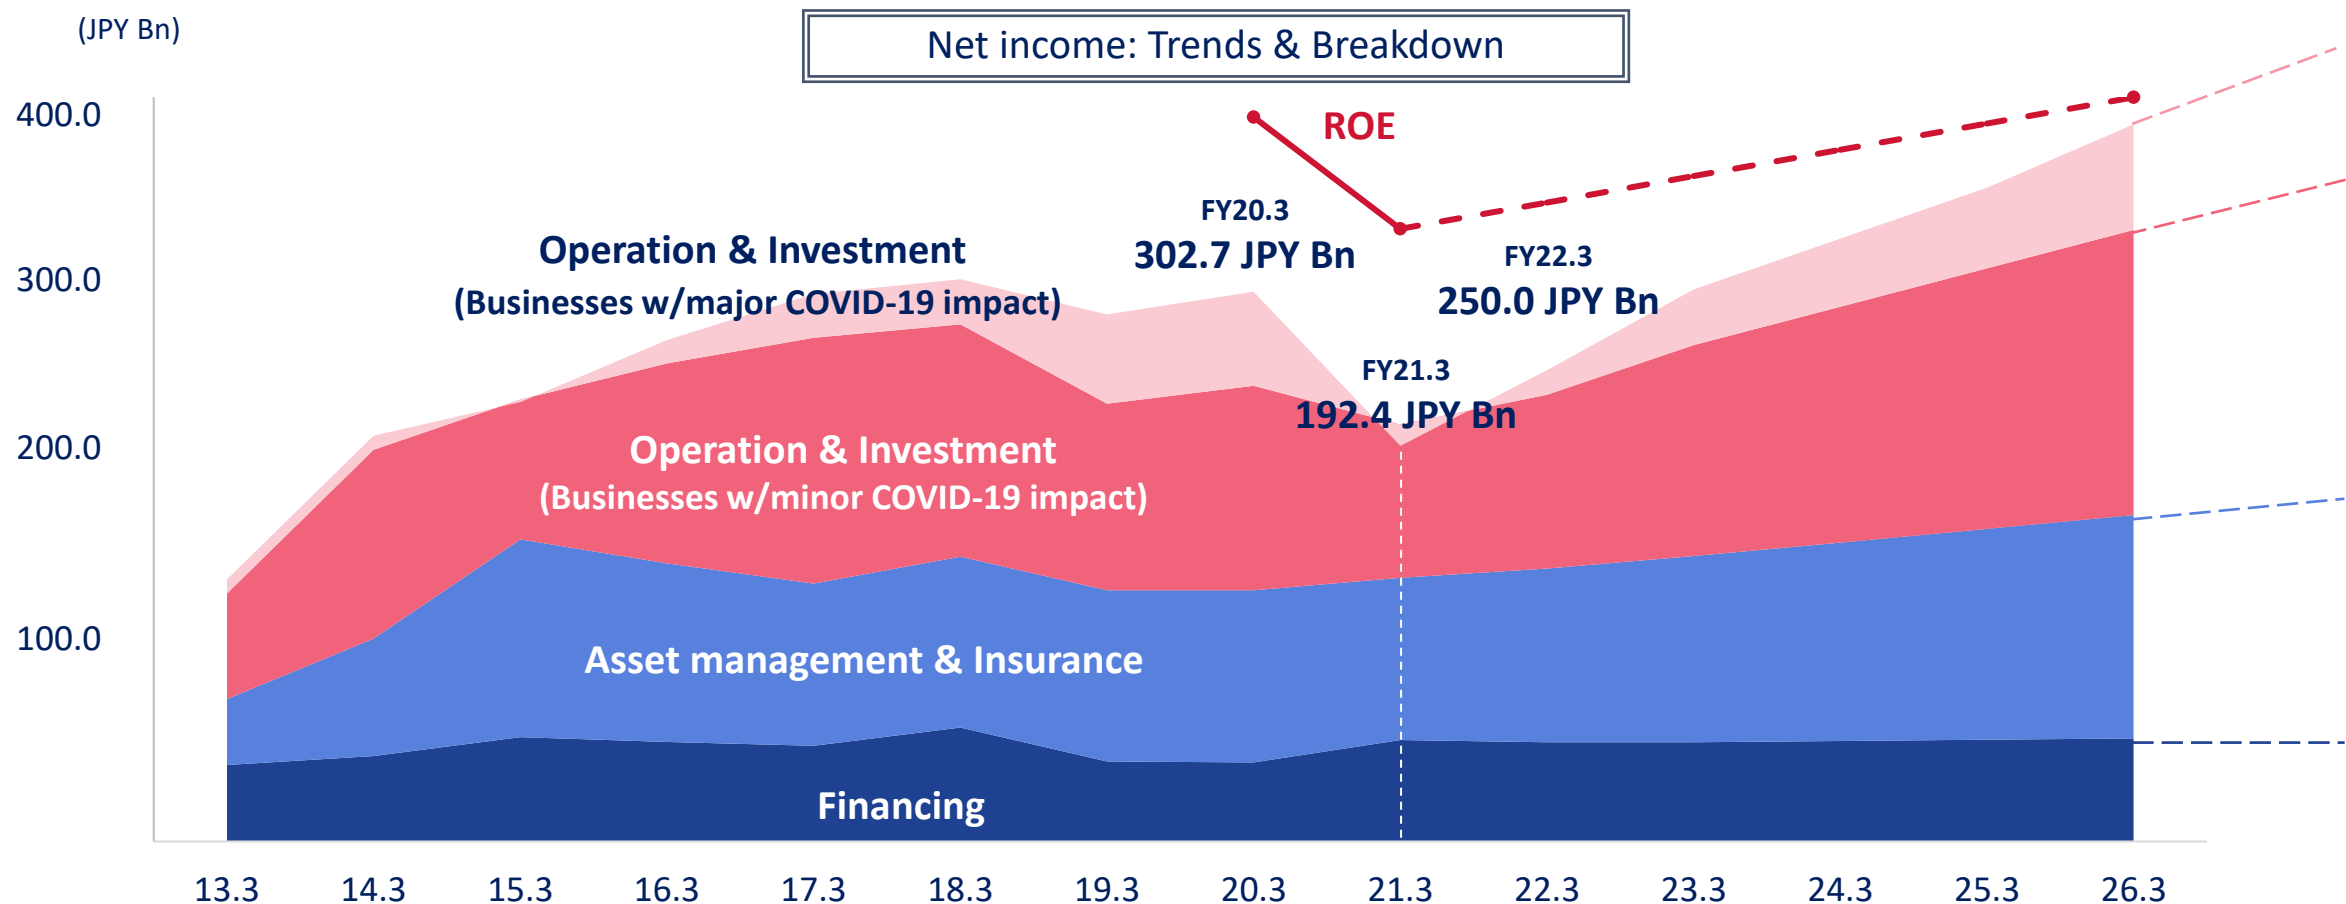 (JPY Bn)
Net income: Trends & Breakdown
400.0
300.0
200.0
100.0
ROE
FY20.3
302.7 JPY Bn
FY22.3
250.0 JPY Bn
FY21.3
192.4 JPY Bn
Operation & Investment
(Businesses w/major COVID-19 impact)
Operation & Investment
(Businesses w/minor COVID-19 impact)
Asset management & Insurance
Financing
13.3 14.3 15.3 16.3 17.3 18.3 19.3 20.3 21.3 22.3 23.3 24.3 25.3 26.3